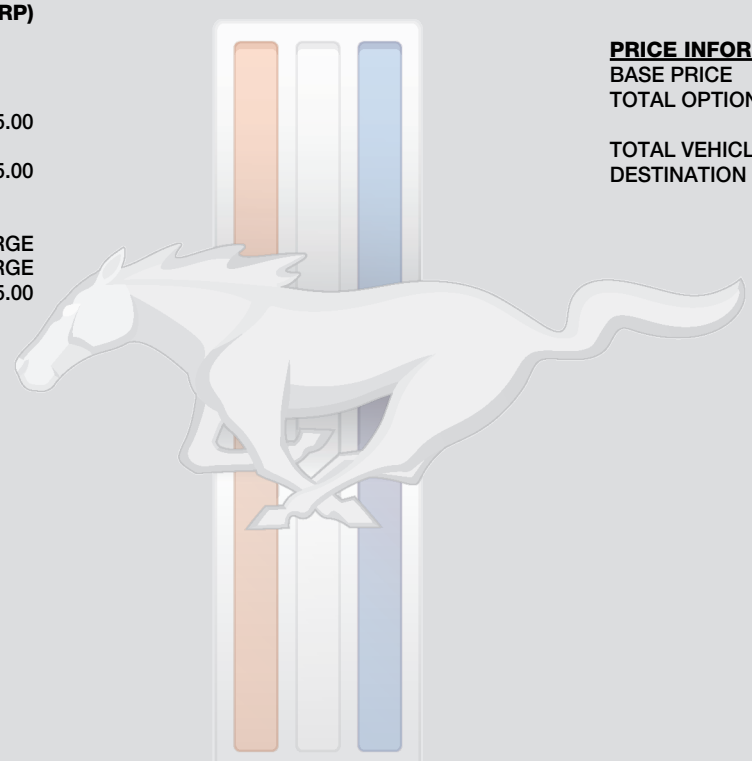 RP)
5.00
5.00
RGE
RGE
5.00
PRICE INFOR
BASE PRICE
TOTAL OPTION
TOTAL VEHICL
DESTINATION